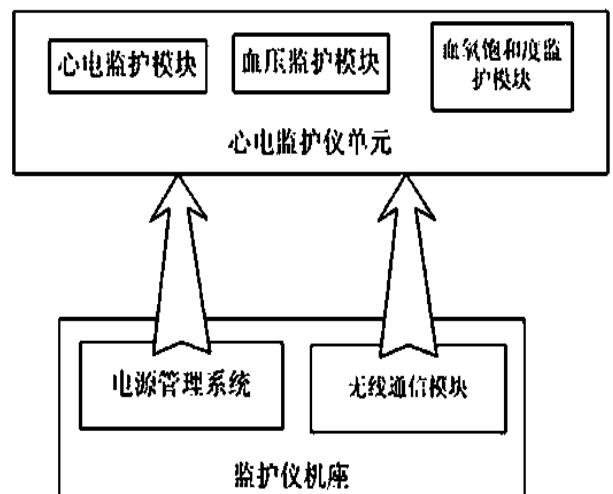 心电监护模块
血压监护模块
血氧饱和度监
护模块
心电监护仪单元
电源管理系统
无线通信模块
监护仪机座